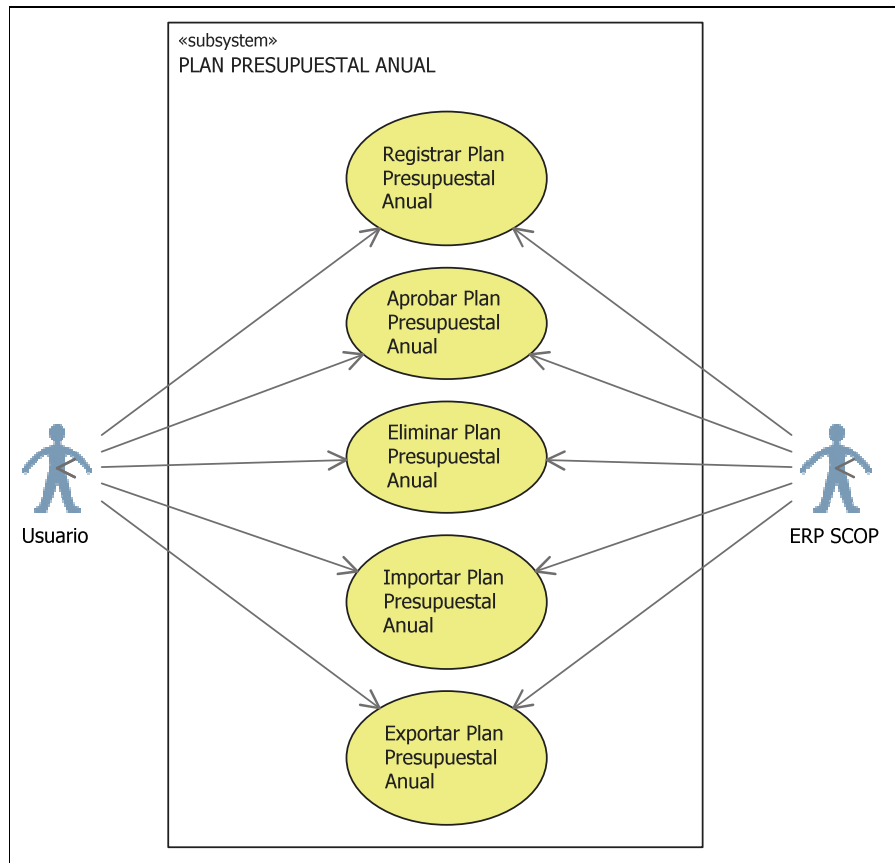 «subsystem»
PLAN PRESUPUESTAL ANUAL
Registrar Plan
Presupuestal
Anual
Aprobar Plan
Presupuestal
Anual
Eliminar Plan
Presupuestal
Anual
Usuario
ERP SCOP
Importar Plan
Presupuestal
Anual
Exportar Plan
Presupuestal
Anual